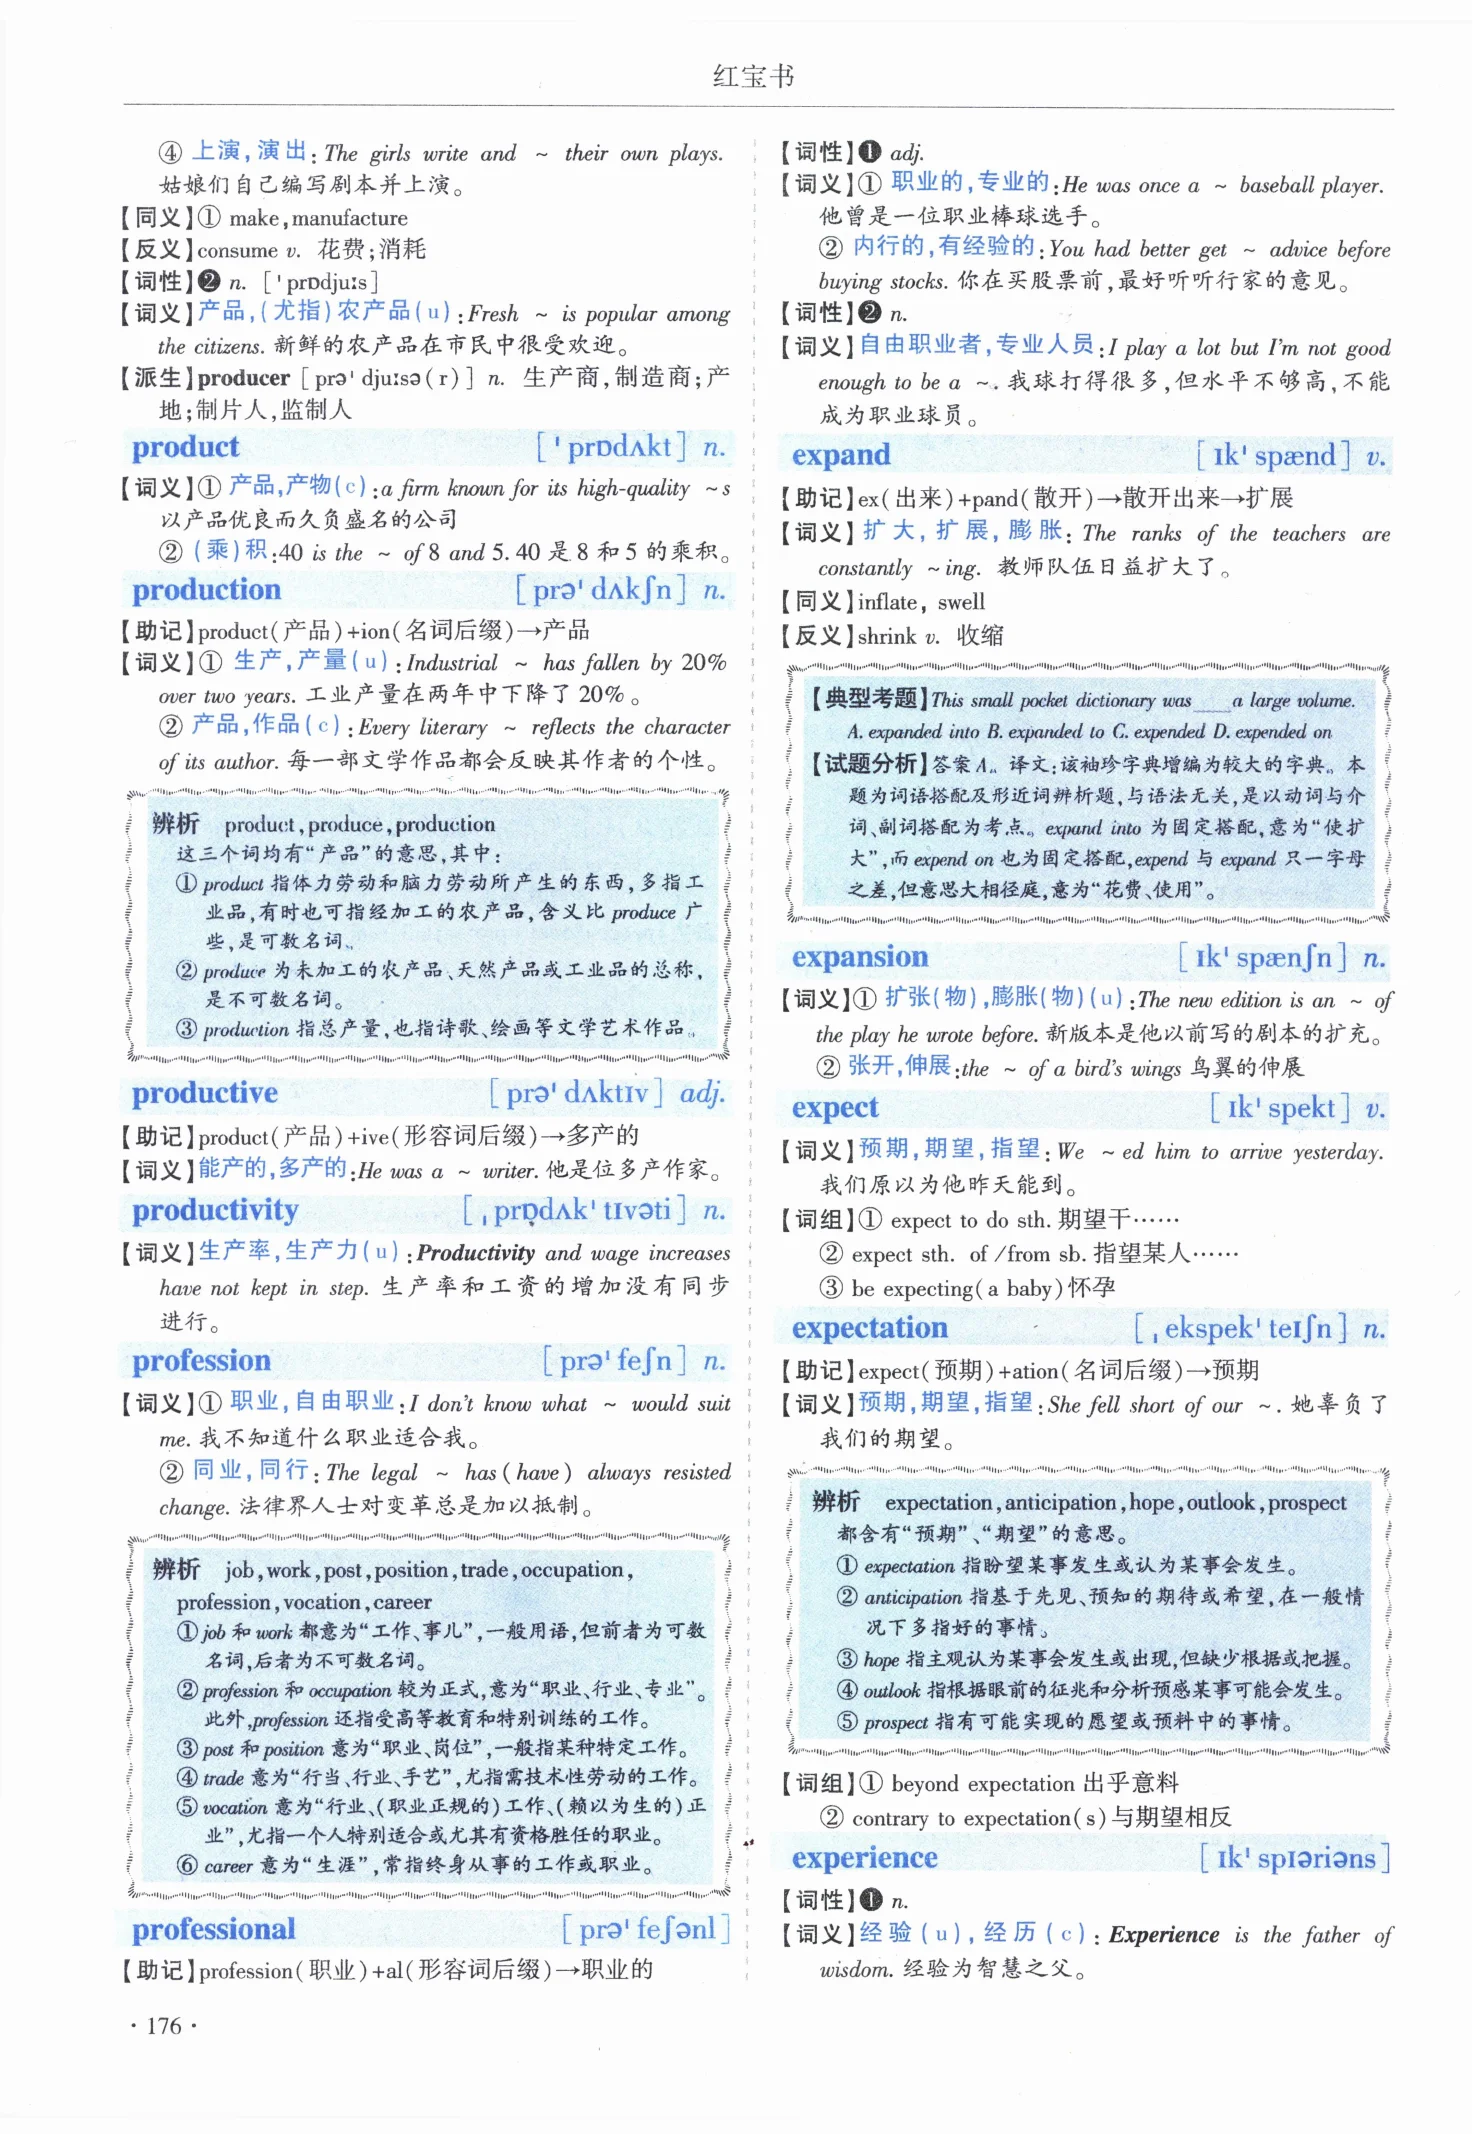 红宝书
④ 上演,演出: The girls write and ~ their own plays.
姑娘们自己编写剧本并上演。
【同义】① make,manufacture
【反义】consume v. 花费;消耗
【词性】❷ n. [ˈprɒdjuːs]
【词义】产品,(尤指)农产品(u):Fresh ~ is popular among
the citizens. 新鲜的农产品在市民中很受欢迎。
【派生】producer [prəˈdjuːsə(r)] n. 生产商,制造商;产
地;制片人,监制人
product [ˈprɒdʌkt] n.
【词义】① 产品,产物(c):a firm known for its high-quality ~s
以产品优良而久负盛名的公司
② (乘)积:40 is the ~ of 8 and 5. 40 是 8 和 5 的乘积。
production [prəˈdʌkʃn] n.
【助记】product(产品)+ion(名词后缀)→产品
【词义】① 生产,产量(u):Industrial ~ has fallen by 20%
over two years. 工业产量在两年中下降了 20%。
② 产品,作品(c):Every literary ~ reflects the character
of its author. 每一部文学作品都会反映其作者的个性。
辨析 product,produce,production
这三个词均有“产品”的意思,其中:
① product 指体力劳动和脑力劳动所产生的东西,多指工
业品,有时也可指经加工的农产品,含义比 produce 广
些,是可数名词。
② produce 为未加工的农产品、天然产品或工业品的总称,
是不可数名词。
③ production 指总产量,也指诗歌、绘画等文学艺术作品。
productive [prəˈdʌktɪv] adj.
【助记】product(产品)+ive(形容词后缀)→多产的
【词义】能产的,多产的:He was a ~ writer. 他是位多产作家。
productivity [ˌprɒdʌkˈtɪvəti] n.
【词义】生产率,生产力(u):Productivity and wage increases
have not kept in step. 生产率和工资的增加没有同步
进行。
profession [prəˈfeʃn] n.
【词义】① 职业,自由职业:I don't know what ~ would suit
me. 我不知道什么职业适合我。
② 同业,同行: The legal ~ has(have) always resisted
change. 法律界人士对变革总是加以抵制。
辨析 job,work,post,position,trade,occupation,
profession,vocation,career
①job 和 work 都意为“工作、事儿”,一般用语,但前者为可数
名词,后者为不可数名词。
② profession 和 occupation 较为正式,意为“职业、行业、专业”。
此外,profession 还指受高等教育和特别训练的工作。
③ post 和 position 意为“职业、岗位”,一般指某种特定工作。
④ trade 意为“行当、行业、手艺”,尤指需技术性劳动的工作。
⑤ vocation 意为“行业、(职业正规的)工作、(赖以为生的)正
业”,尤指一个人特别适合或尤其有资格胜任的职业。
⑥ career 意为“生涯”,常指终身从事的工作或职业。
professional [prəˈfeʃənl]
【助记】profession(职业)+al(形容词后缀)→职业的
· 176 ·
【词性】❶ adj.
【词义】① 职业的,专业的:He was once a ~ baseball player.
他曾是一位职业棒球选手。
② 内行的,有经验的:You had better get ~ advice before
buying stocks. 你在买股票前,最好听听行家的意见。
【词性】❷ n.
【词义】自由职业者,专业人员:I play a lot but I'm not good
enough to be a ~. 我球打得很多,但水平不够高,不能
成为职业球员。
expand [ɪkˈspænd] v.
【助记】ex(出来)+pand(散开)→散开出来→扩展
【词义】扩大,扩展,膨胀: The ranks of the teachers are
constantly ~ing. 教师队伍日益扩大了。
【同义】inflate, swell
【反义】shrink v. 收缩
【典型考题】This small pocket dictionary was____a large volume.
A. expanded into B. expanded to C. expended D. expended on
【试题分析】答案 A。译文:该袖珍字典增编为较大的字典。本
题为词语搭配及形近词辨析题,与语法无关,是以动词与介
词、副词搭配为考点。expand into 为固定搭配,意为“使扩
大”,而 expend on 也为固定搭配,expend 与 expand 只一字母
之差,但意思大相径庭,意为“花费、使用”。
expansion [ɪkˈspænʃn] n.
【词义】① 扩张(物),膨胀(物)(u):The new edition is an ~ of
the play he wrote before. 新版本是他以前写的剧本的扩充。
② 张开,伸展:the ~ of a bird's wings 鸟翼的伸展
expect [ɪkˈspekt] v.
【词义】预期,期望,指望: We ~ed him to arrive yesterday.
我们原以为他昨天能到。
【词组】① expect to do sth. 期望干……
② expect sth. of /from sb. 指望某人……
③ be expecting(a baby)怀孕
expectation [ˌekspekˈteɪʃn] n.
【助记】expect(预期)+ation(名词后缀)→预期
【词义】预期,期望,指望:She fell short of our ~. 她辜负了
我们的期望。
辨析 expectation,anticipation,hope,outlook,prospect
都含有“预期”、“期望”的意思。
① expectation 指盼望某事发生或认为某事会发生。
② anticipation 指基于先见、预知的期待或希望,在一般情
况下多指好的事情。
③ hope 指主观认为某事会发生或出现,但缺少根据或把握。
④ outlook 指根据眼前的征兆和分析预感某事可能会发生。
⑤ prospect 指有可能实现的愿望或预料中的事情。
【词组】① beyond expectation 出乎意料
② contrary to expectation(s)与期望相反
experience [ɪkˈspɪəriəns]
【词性】❶ n.
【词义】经验(u),经历(c): Experience is the father of
wisdom. 经验为智慧之父。